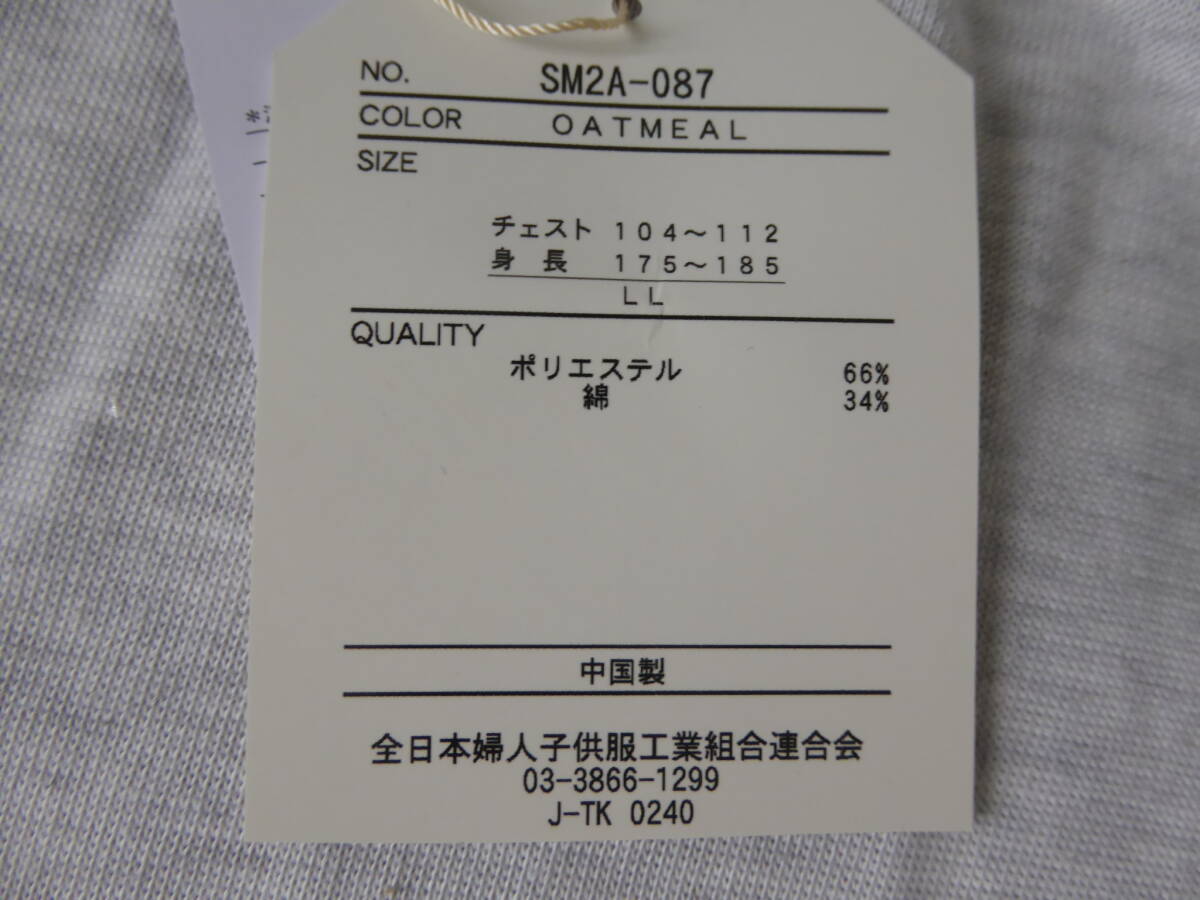 NO. SM2A-087
COLOR OATMEAL
SIZE
チェスト 104～112
身長 175～185
LL
QUALITY
ポリエステル 66%
綿 34%
中国製
全日本婦人子供服工業組合連合会
03-3866-1299
J-TK 0240